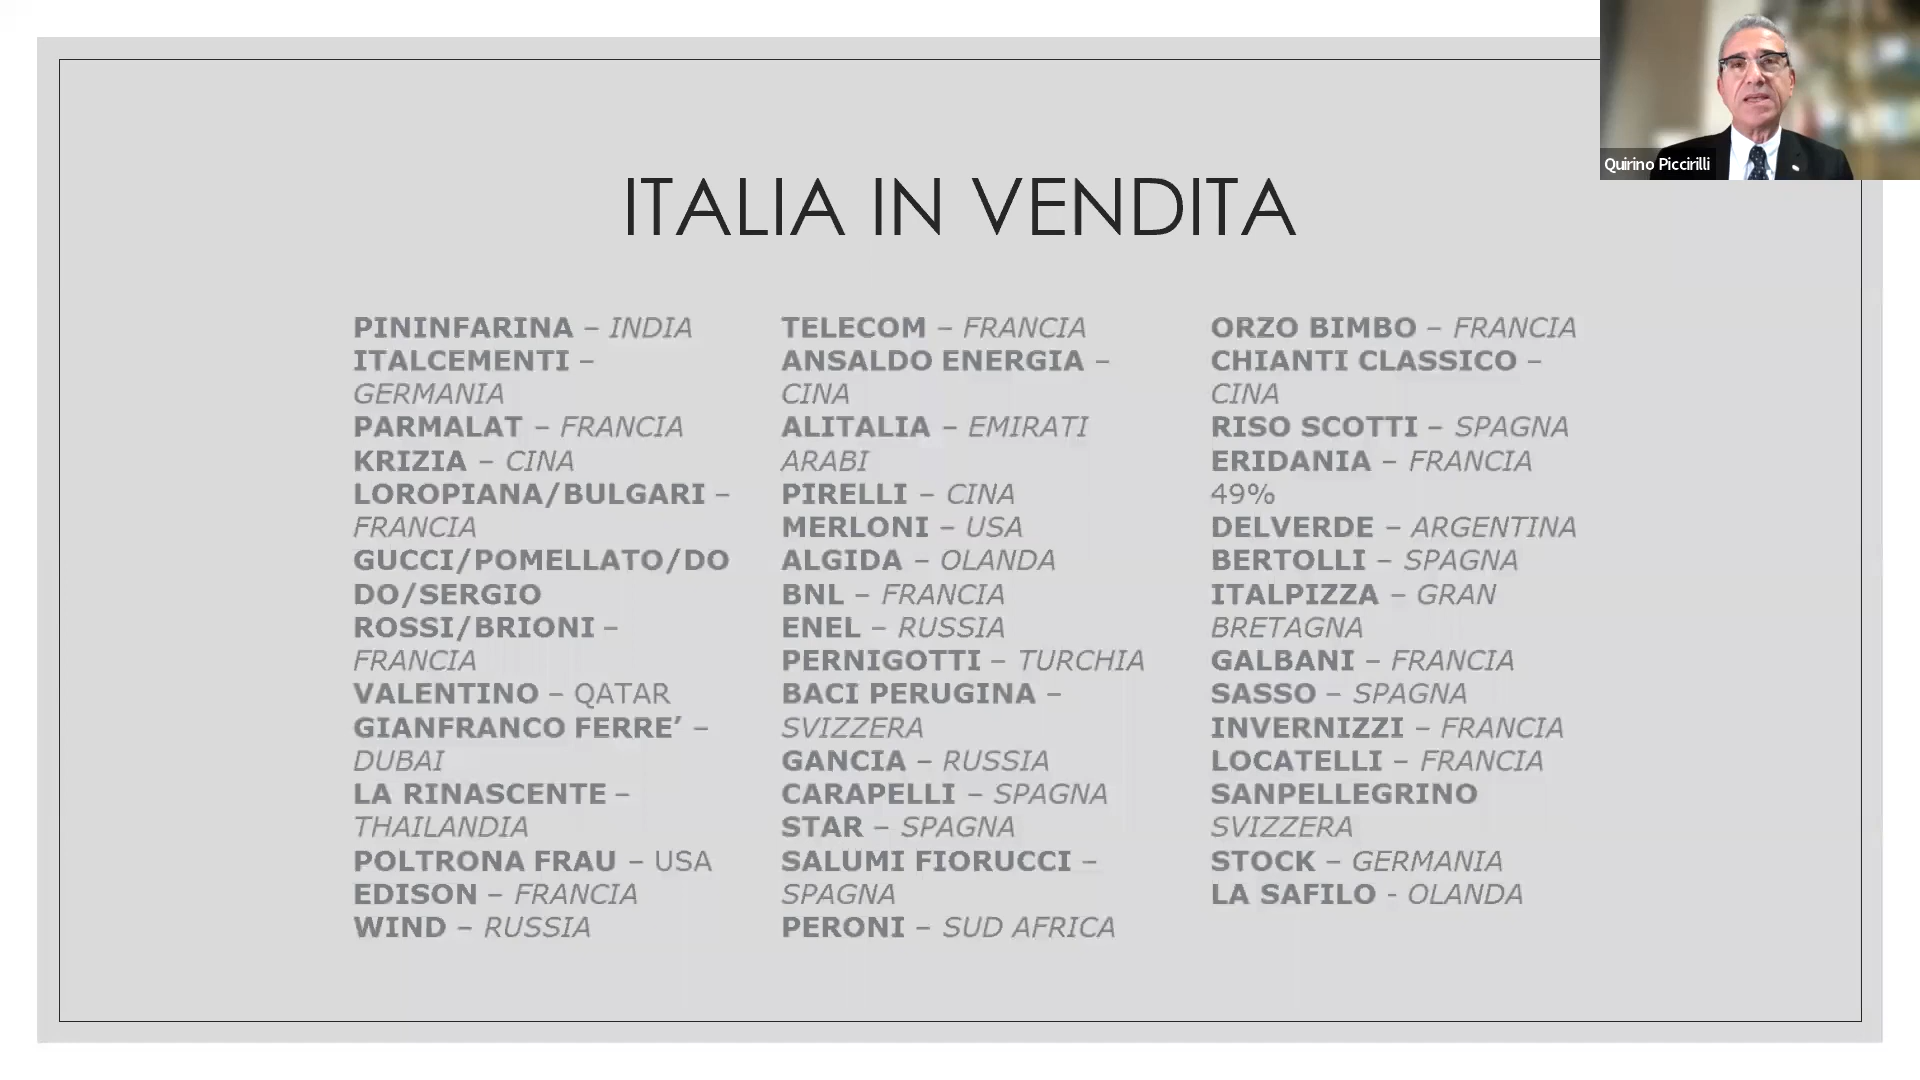 ITALIA IN VENDITA
PININFARINA – INDIA
ITALCEMENTI –
GERMANIA
PARMALAT – FRANCIA
KRIZIA – CINA
LOROPIANA/BULGARI –
FRANCIA
GUCCI/POMELLATO/DO
DO/SERGIO
ROSSI/BRIONI –
FRANCIA
VALENTINO – QATAR
GIANFRANCO FERRE’ –
DUBAI
LA RINASCENTE –
THAILANDIA
POLTRONA FRAU – USA
EDISON – FRANCIA
WIND – RUSSIA
TELECOM – FRANCIA
ANSALDO ENERGIA –
CINA
ALITALIA – EMIRATI
ARABI
PIRELLI – CINA
MERLONI – USA
ALGIDA – OLANDA
BNL – FRANCIA
ENEL – RUSSIA
PERNIGOTTI – TURCHIA
BACI PERUGINA –
SVIZZERA
GANCIA – RUSSIA
CARAPELLI – SPAGNA
STAR – SPAGNA
SALUMI FIORUCCI –
SPAGNA
PERONI – SUD AFRICA
ORZO BIMBO – FRANCIA
CHIANTI CLASSICO –
CINA
RISO SCOTTI – SPAGNA
ERIDANIA – FRANCIA
49%
DELVERDE – ARGENTINA
BERTOLLI – SPAGNA
ITALPIZZA – GRAN
BRETAGNA
GALBANI – FRANCIA
SASSO – SPAGNA
INVERNIZZI – FRANCIA
LOCATELLI – FRANCIA
SANPELLEGRINO
SVIZZERA
STOCK – GERMANIA
LA SAFILO - OLANDA
Quirino Piccirilli